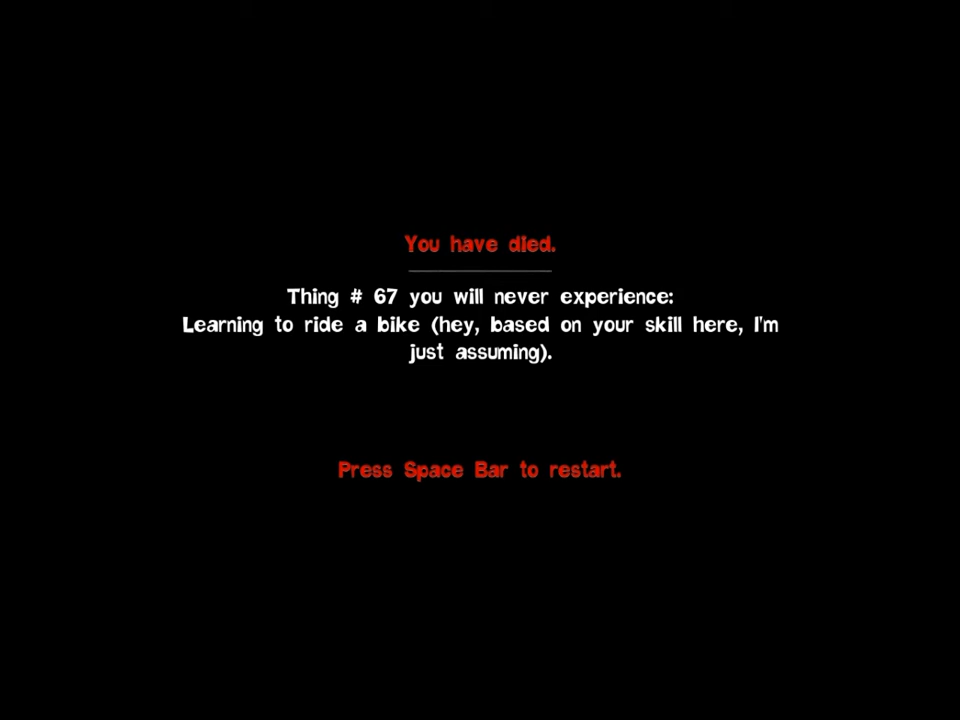 You have died.
Thing # 67 you will never experience:
Learning to ride a bike (hey, based on your skill here, I'm
just assuming).
Press Space Bar to restart.